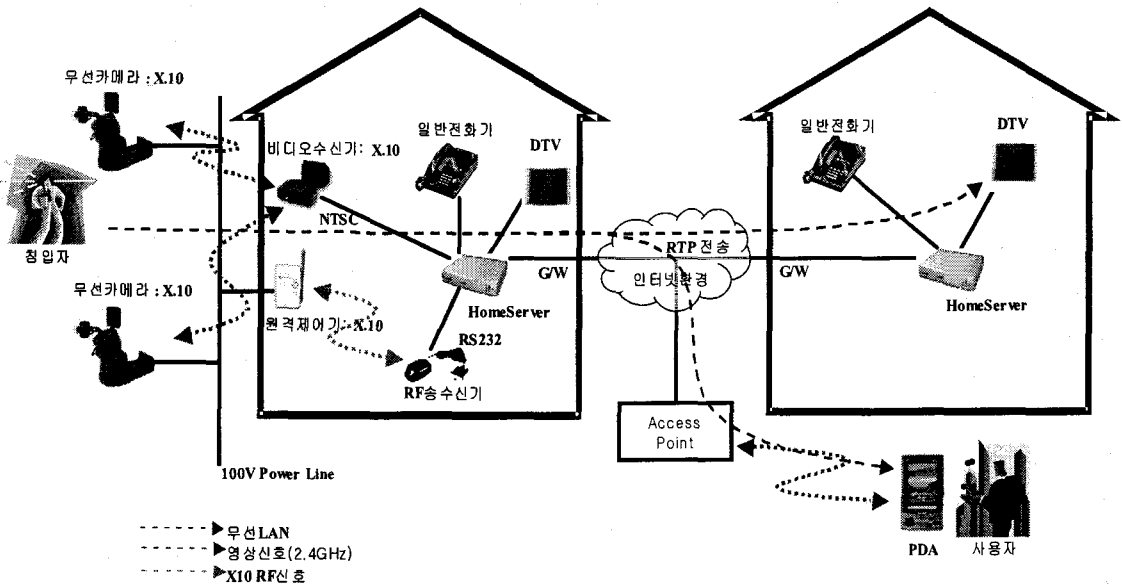 무선카메라 : X.10
침입자
무선카메라 : X.10
100V Power Line
비디오수신기: X.10
NTSC
일반전화기
DTV
HomeServer
G/W
원격제어기: X.10
RS232
RF송수신기
RTP 전송
인터넷환경
Access
Point
일반전화기
DTV
G/W
HomeServer
PDA
사용자
무선LAN
영상신호(2.4GHz)
X10 RF신호